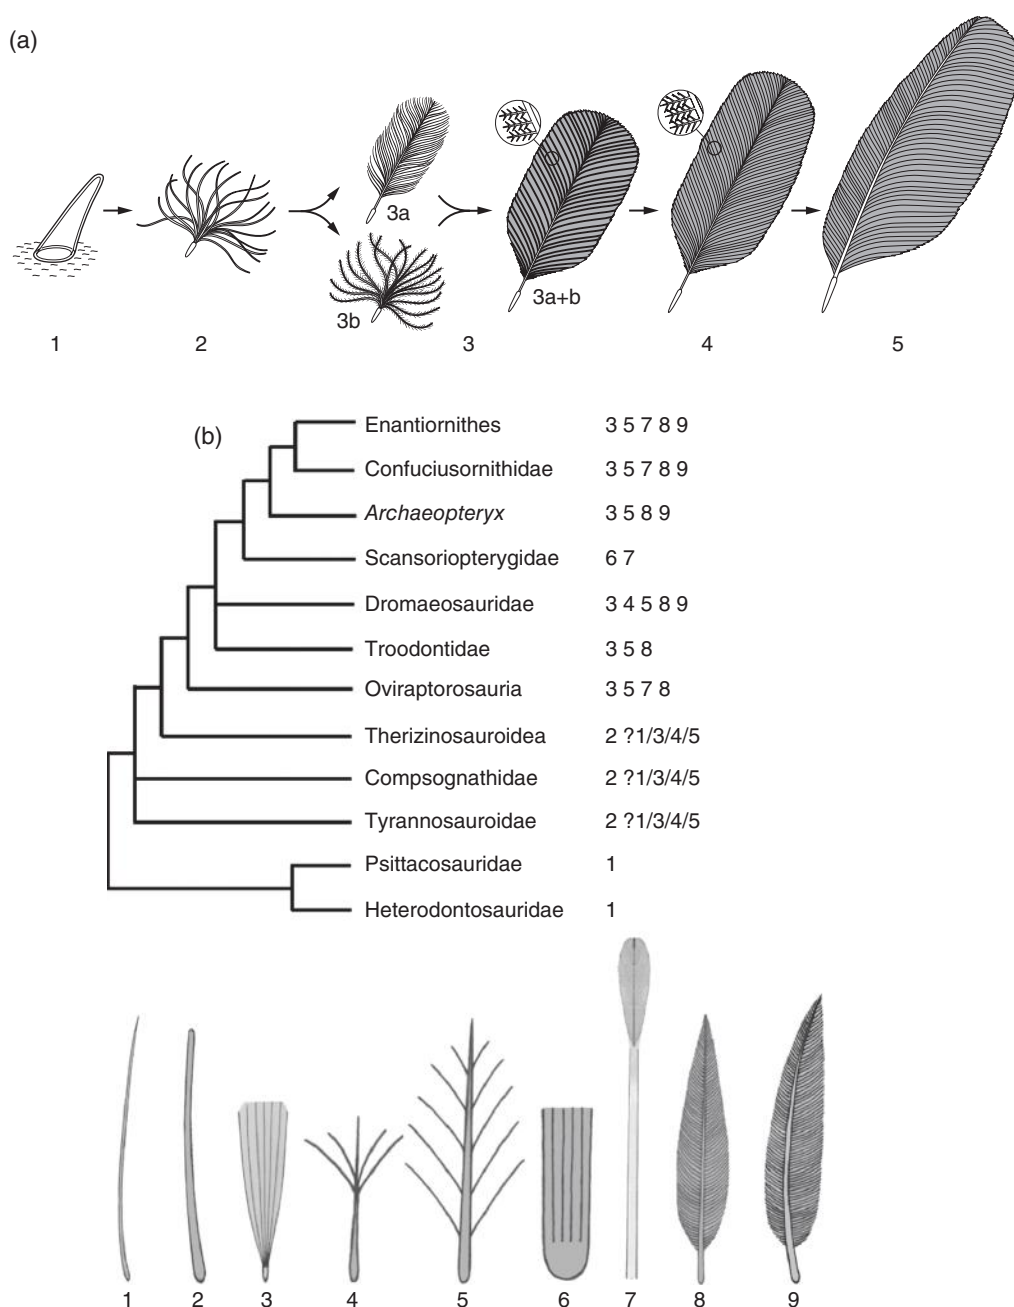 (a)
3a
3b
3a+b
1 2 3 4 5
(b)
Enantiornithes 3 5 7 8 9
Confuciusornithidae 3 5 7 8 9
Archaeopteryx 3 5 8 9
Scansoriopterygidae 6 7
Dromaeosauridae 3 4 5 8 9
Troodontidae 3 5 8
Oviraptorosauria 3 5 7 8
Therizinosauroidea 2 ?1/3/4/5
Compsognathidae 2 ?1/3/4/5
Tyrannosauroidae 2 ?1/3/4/5
Psittacosauridae 1
Heterodontosauridae 1
1 2 3 4 5 6 7 8 9